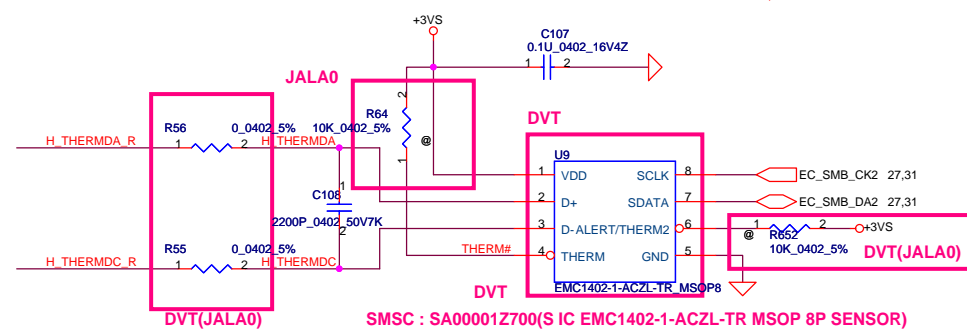 +3VS
C107
0.1U_0402_16V4Z
1 2
JALA0
2
R64
10K_0402_5%
@
1
DVT
R56
0_0402_5%
H_THERMDA_R
1 2
H_THERMDA
U9
1 VDD SCLK 8
EC_SMB_CK2 27,31
C108
1
2200P_0402_50V7K
2
2 D+ SDATA 7
EC_SMB_DA2 27,31
3 D- ALERT/THERM2 6
1 2
+3VS
@
R652
10K_0402_5%
DVT(JALA0)
R55
0_0402_5%
H_THERMDC_R
1 2
H_THERMDC
THERM#
4 THERM GND 5
EMC1402-1-ACZL-TR_MSOP8
DVT
DVT(JALA0)
SMSC : SA00001Z700(S IC EMC1402-1-ACZL-TR MSOP 8P SENSOR)